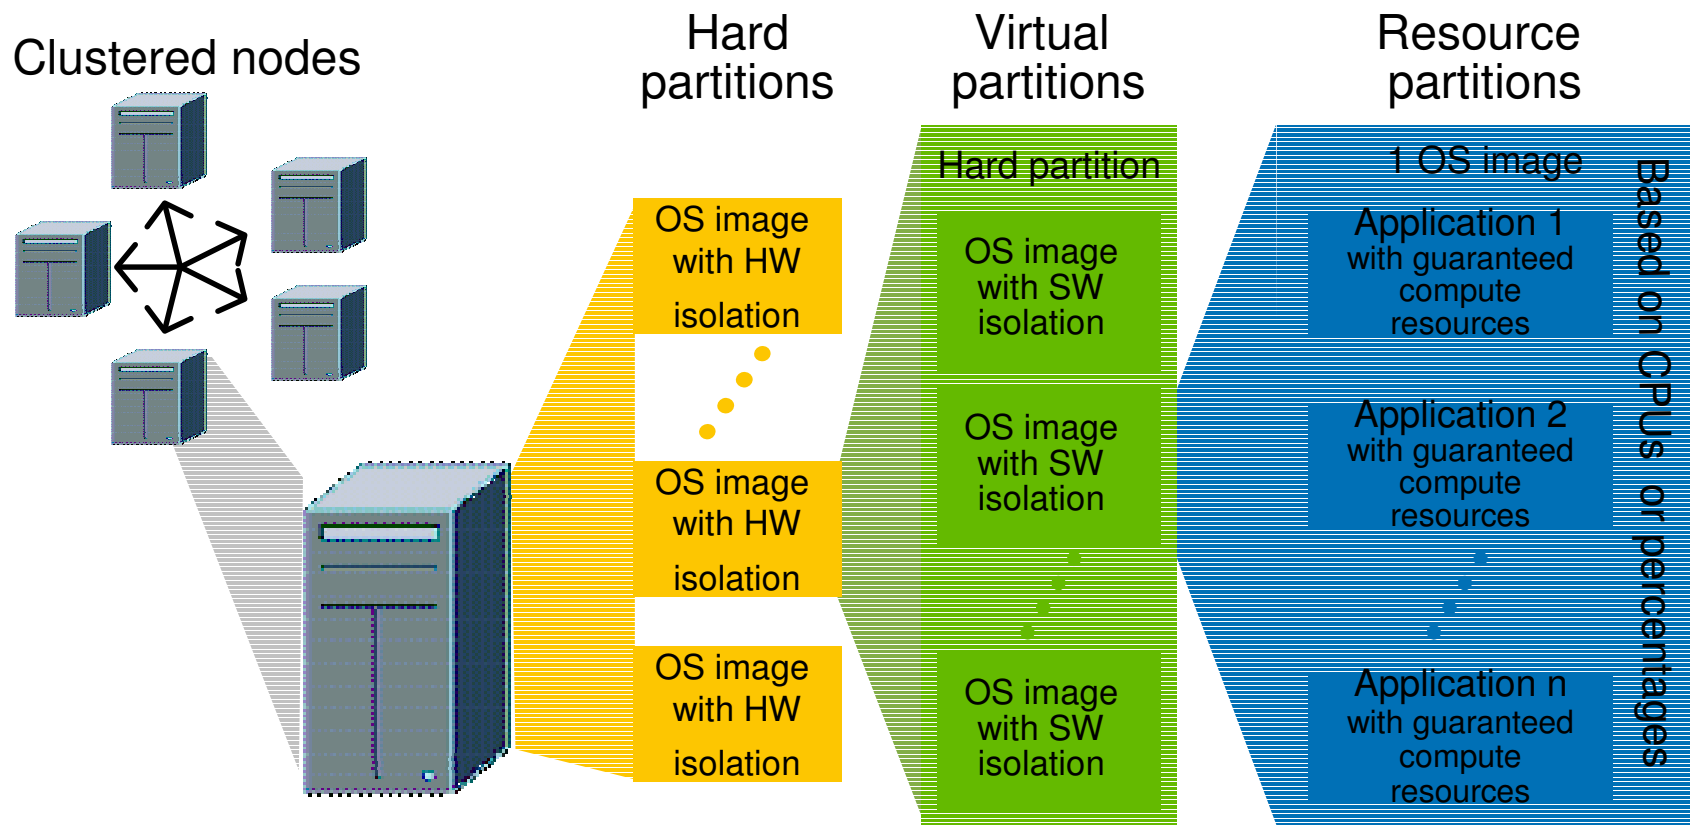 Clustered nodes
Hard
partitions
OS image
with HW
isolation
OS image
with HW
isolation
OS image
with HW
isolation
Virtual
partitions
Hard partition
OS image
with SW
isolation
OS image
with SW
isolation
OS image
with SW
isolation
Resource
partitions
1 OS image
Application 1
with guaranteed
compute
resources
Application 2
with guaranteed
compute
resources
Application n
with guaranteed
compute
resources
Based on CPUs or percentages